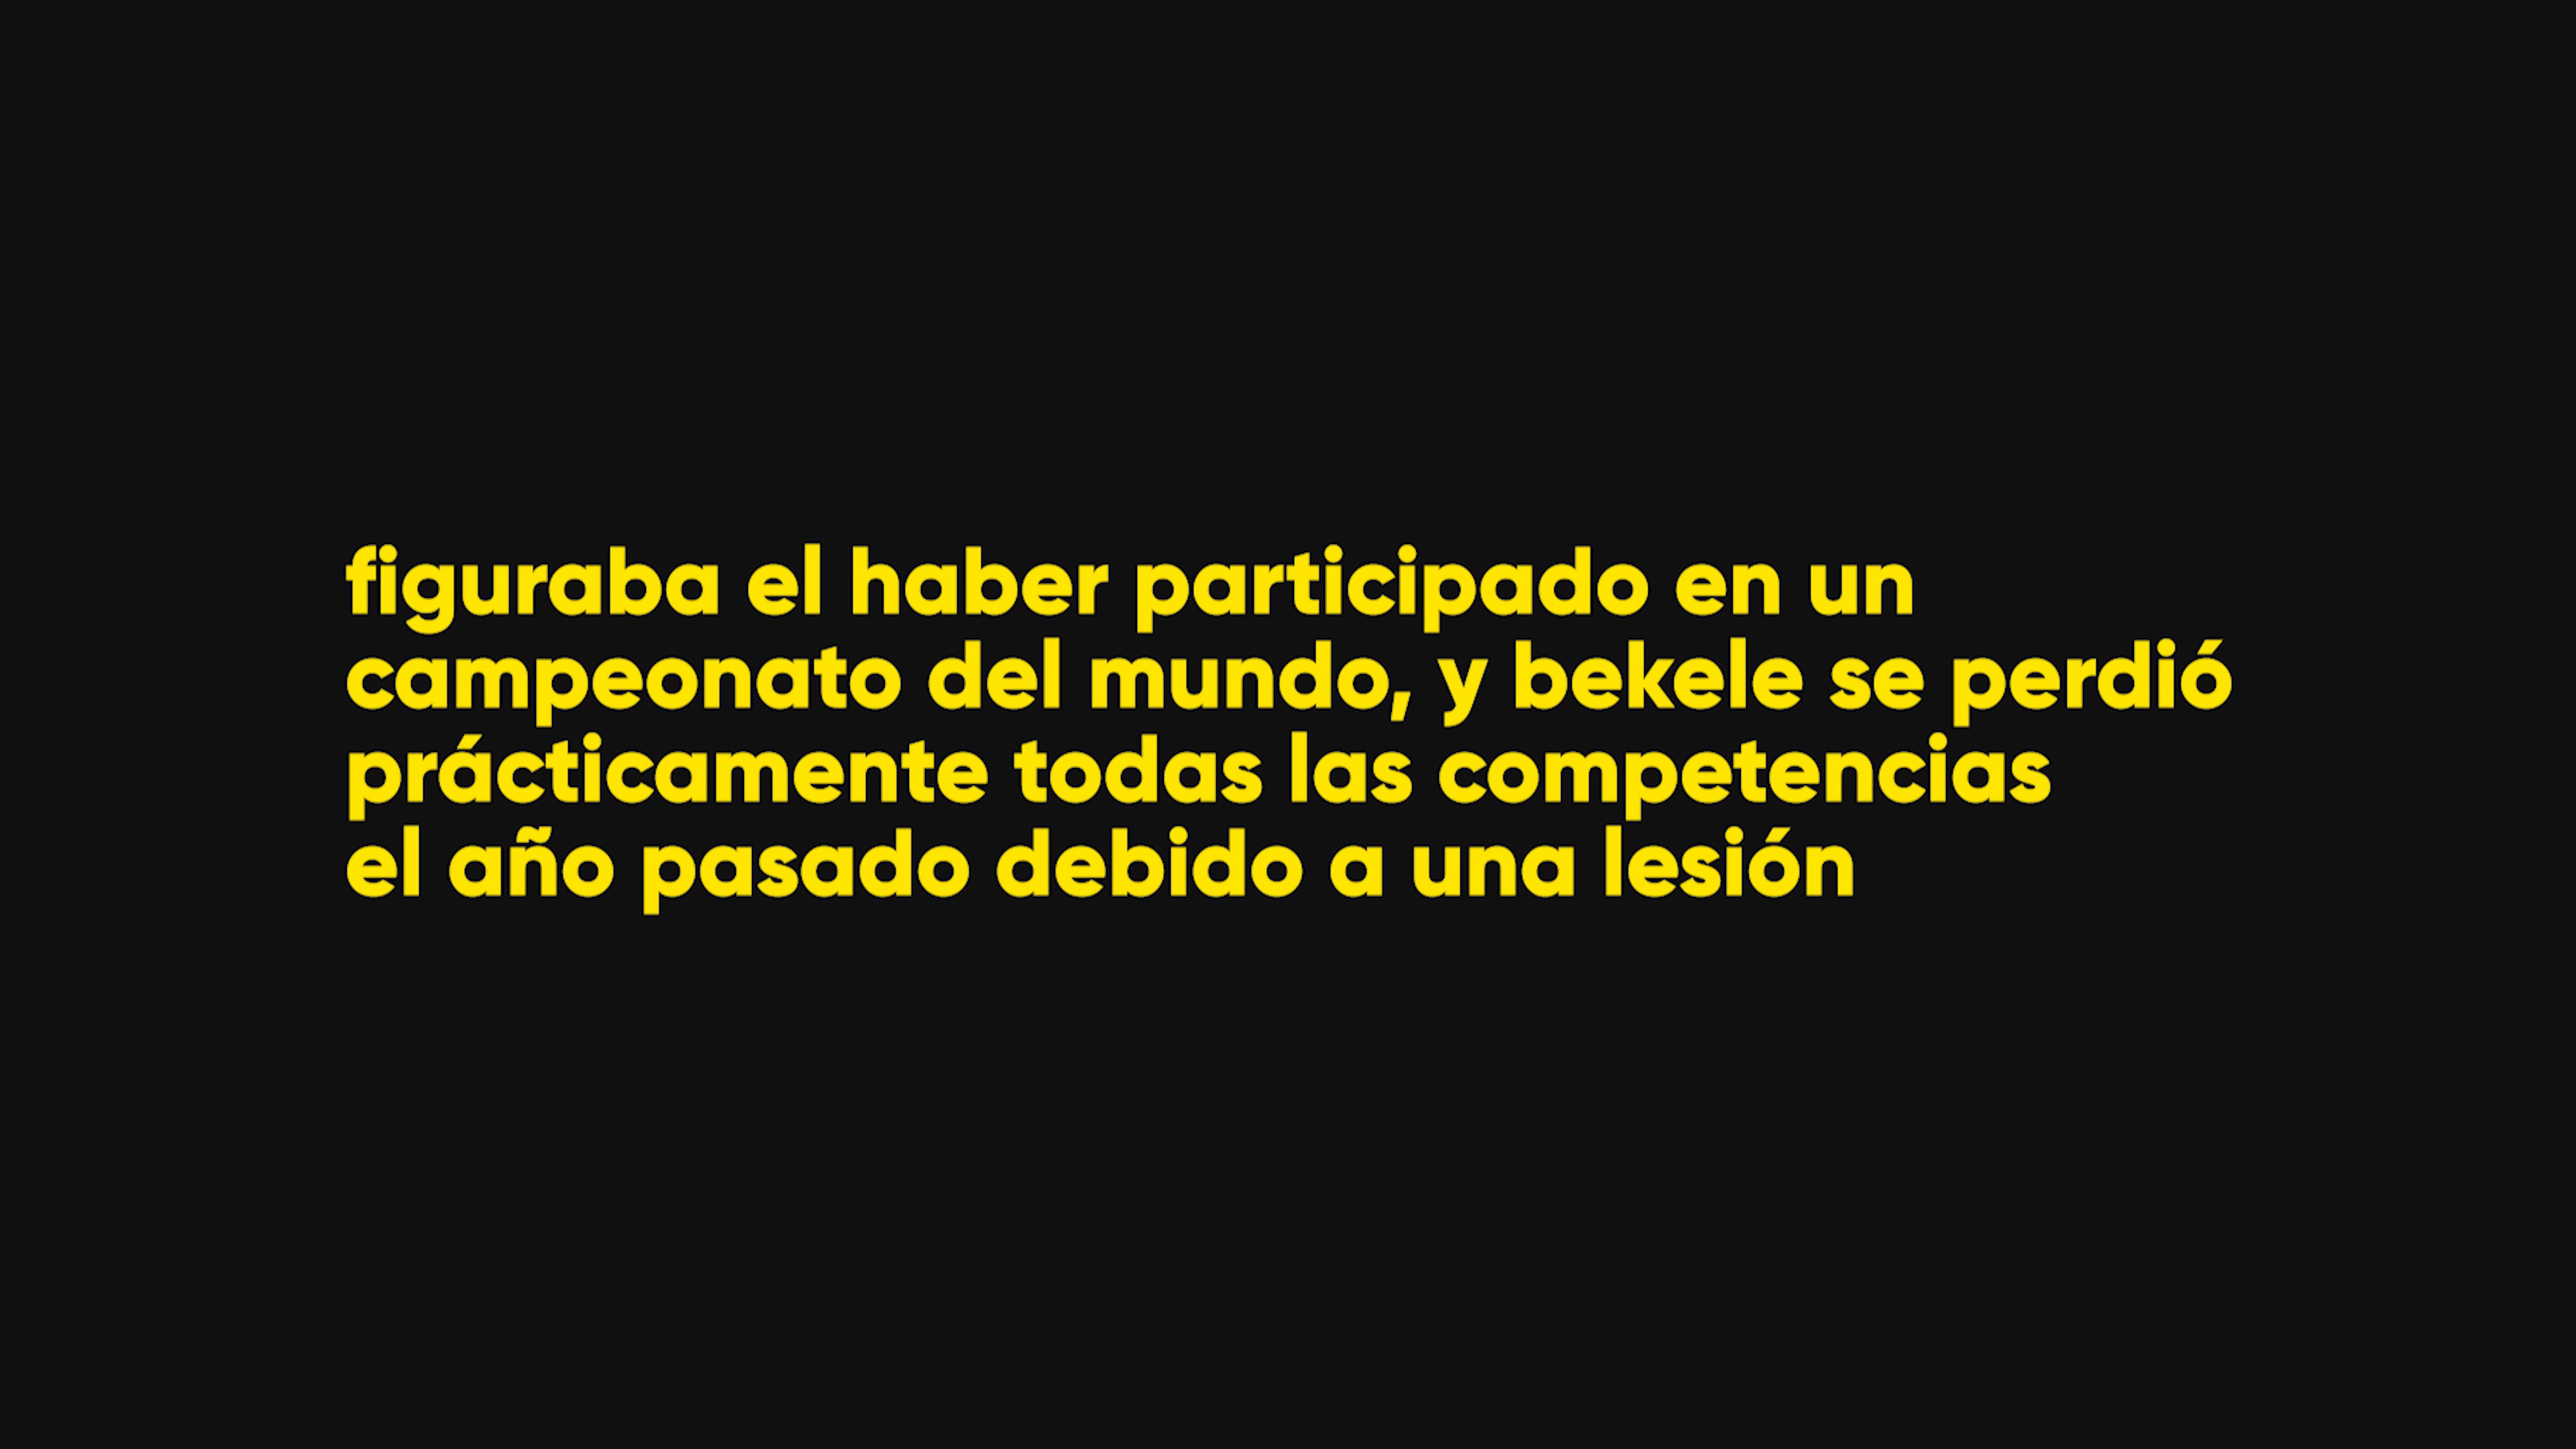 figuraba el haber participado en un
campeonato del mundo, y bekele se perdió
prácticamente todas las competencias
el año pasado debido a una lesión